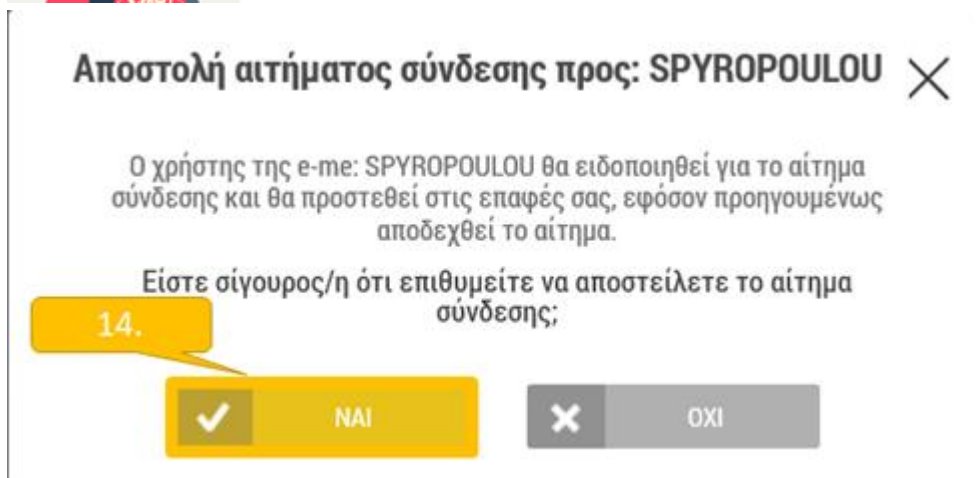 Αποστολή αιτήματος σύνδεσης προς: SPYROPOULOU
Ο χρήστης της e-me: SPYROPOULOU θα ειδοποιηθεί για το αίτημα
σύνδεσης και θα προστεθεί στις επαφές σας, εφόσον προηγουμένως
αποδεχθεί το αίτημα.
Είστε σίγουρος/η ότι επιθυμείτε να αποστείλετε το αίτημα
σύνδεσης;
14.
ΝΑΙ
ΟΧΙ